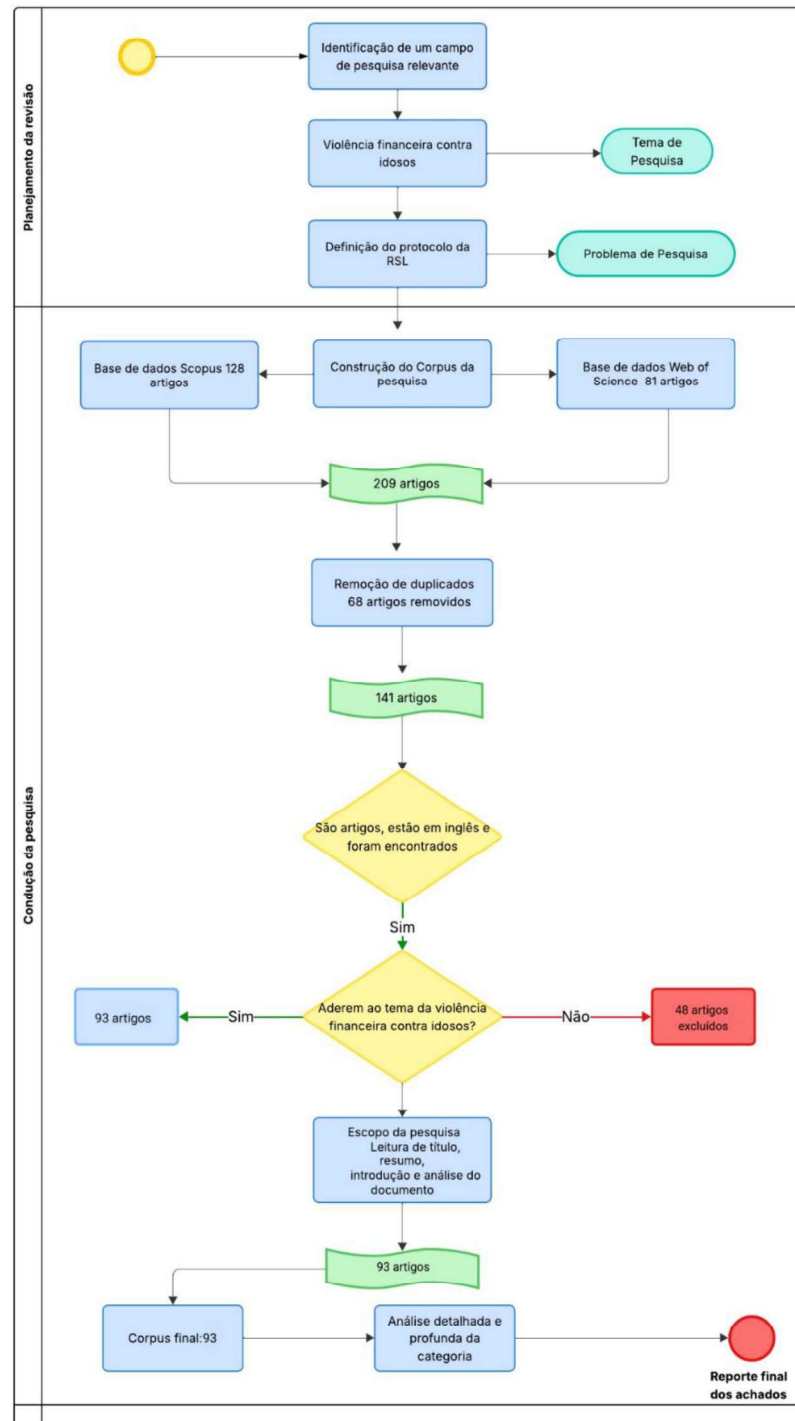 Planejamento da revisão
Identificação de um campo
de pesquisa relevante
Violência financeira contra
idosos
Tema de
Pesquisa
Definição do protocolo da
RSL
Problema de Pesquisa
Condução da pesquisa
Base de dados Scopus 128
artigos
Construção do Corpus da
pesquisa
Base de dados Web of
Science 81 artigos
209 artigos
Remoção de duplicados
68 artigos removidos
141 artigos
São artigos, estão em inglês e
foram encontrados
Sim
Aderem ao tema da violência
financeira contra idosos?
Sim
93 artigos
Não
48 artigos
excluídos
Escopo da pesquisa
Leitura de título,
resumo,
introdução e análise do
documento
93 artigos
Corpus final:93
Análise detalhada e
profunda da
categoria
Reporte final
dos achados